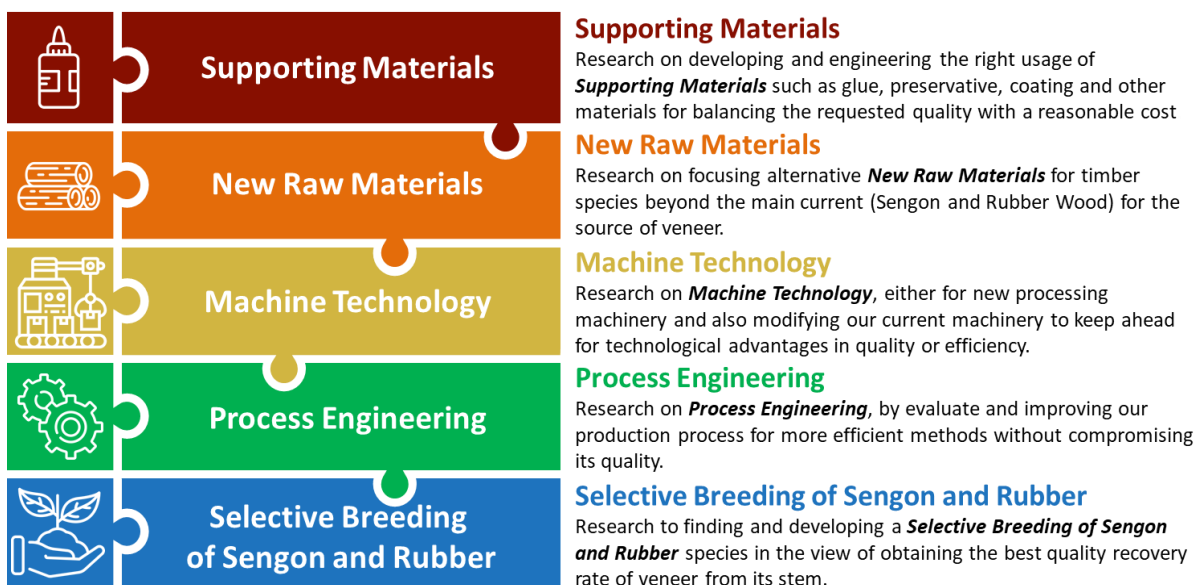 Supporting Materials
Supporting Materials
Research on developing and engineering the right usage of
Supporting Materials such as glue, preservative, coating and other
materials for balancing the requested quality with a reasonable cost
New Raw Materials
New Raw Materials
Research on focusing alternative New Raw Materials for timber
species beyond the main current (Sengon and Rubber Wood) for the
source of veneer.
Machine Technology
Machine Technology
Research on Machine Technology, either for new processing
machinery and also modifying our current machinery to keep ahead
for technological advantages in quality or efficiency.
Process Engineering
Process Engineering
Research on Process Engineering, by evaluate and improving our
production process for more efficient methods without compromising
its quality.
Selective Breeding
of Sengon and Rubber
Selective Breeding of Sengon and Rubber
Research to finding and developing a Selective Breeding of Sengon
and Rubber species in the view of obtaining the best quality recovery
rate of veneer from its stem.